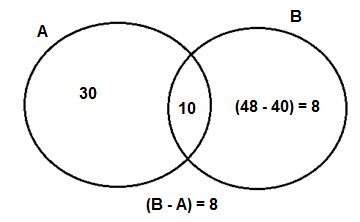 A
B
30
10
(48 - 40) = 8
(B - A) = 8